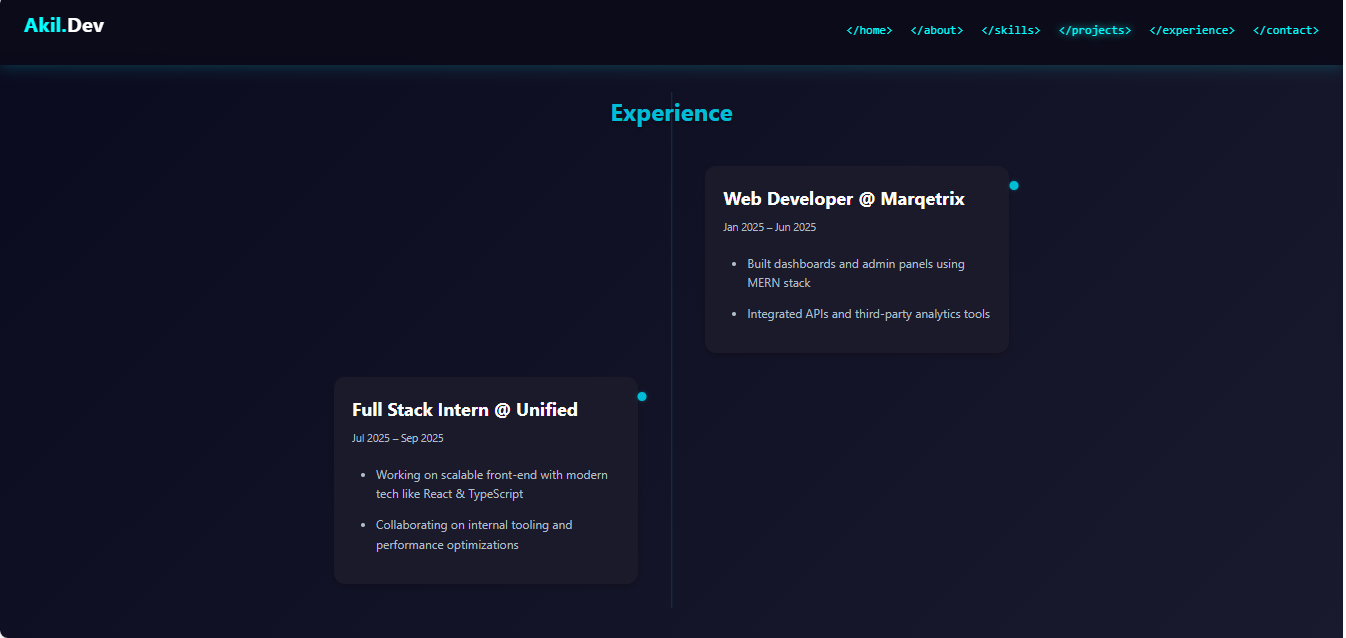 Akil.Dev
</home> </about> </skills> </projects> </experience> </contact>
Experience
Web Developer @ Marqetrix
Jan 2025 – Jun 2025
• Built dashboards and admin panels using
MERN stack
• Integrated APIs and third-party analytics tools
Full Stack Intern @ Unified
Jul 2025 – Sep 2025
• Working on scalable front-end with modern
tech like React & TypeScript
• Collaborating on internal tooling and
performance optimizations